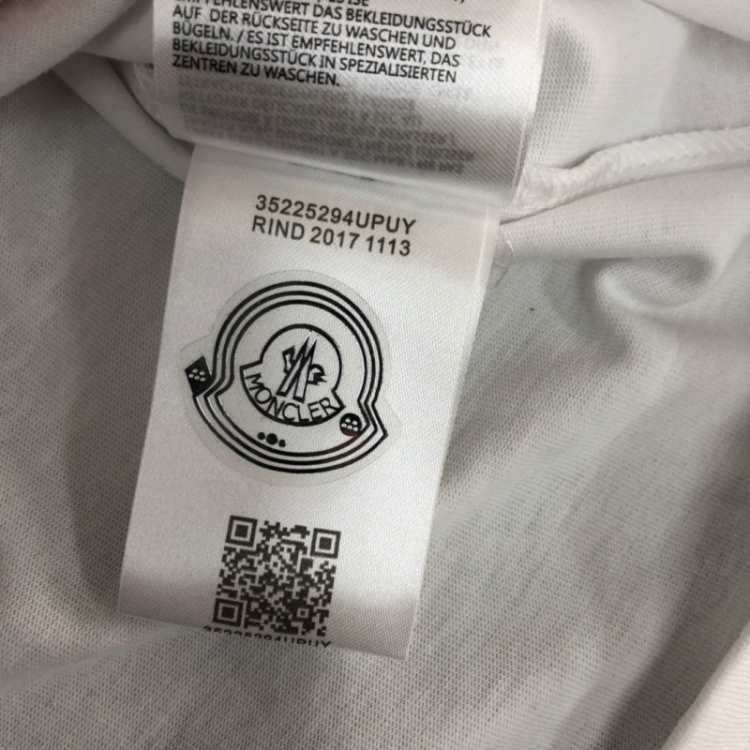 EMPFEHLENSWERT DAS BEKLEIDUNGSSTÜCK
AUF DER RÜCKSEITE ZU WASCHEN UND
BÜGELN. / ES IST EMPFEHLENSWERT, DAS
BEKLEIDUNGSSTÜCK IN SPEZIALISIERTEN
ZENTREN ZU WASCHEN.
35225294UPUY
RIND 2017 1113
MONCLER
35225294UPUY